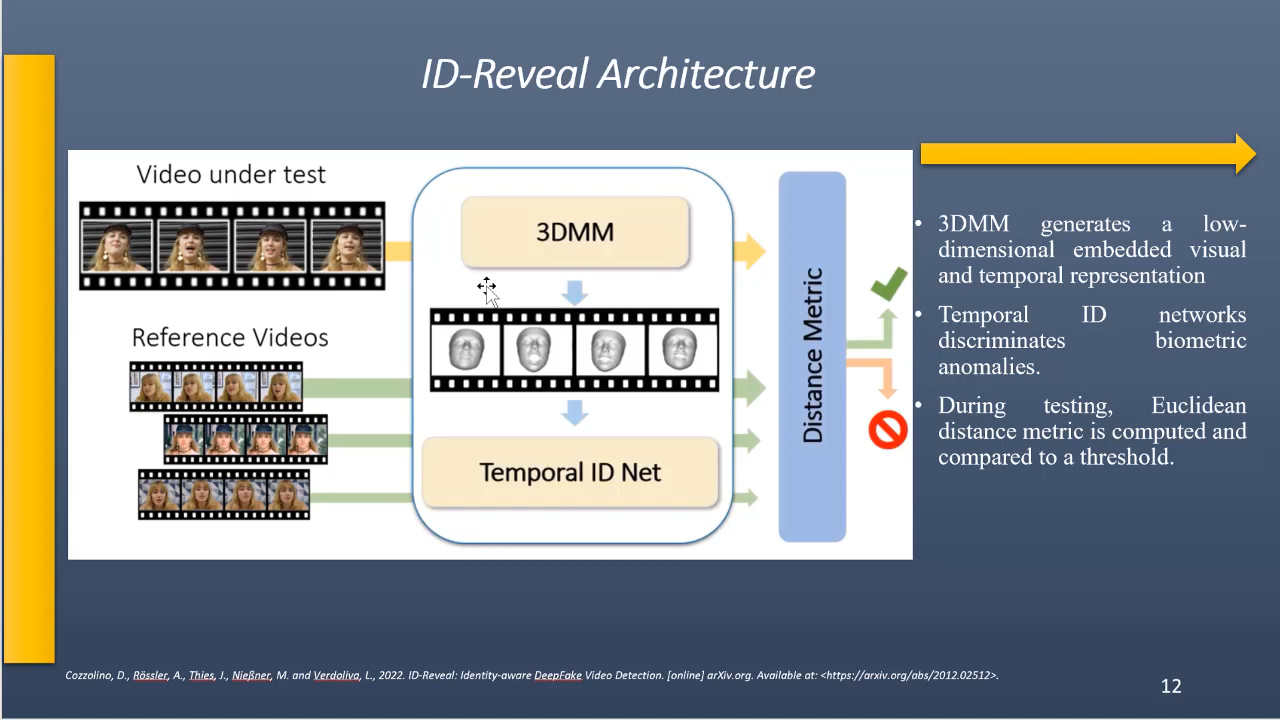 ID-Reveal Architecture
Video under test
3DMM
Reference Videos
Temporal ID Net
Distance Metric
• 3DMM generates a low-
dimensional embedded visual
and temporal representation
• Temporal ID networks
discriminates biometric
anomalies.
• During testing, Euclidean
distance metric is computed and
compared to a threshold.
Cozzolino, D., Rössler, A., Thies, J., Nießner, M. and Verdoliva, L., 2022. ID-Reveal: Identity-aware DeepFake Video Detection. [online] arXiv.org. Available at: <https://arxiv.org/abs/2012.02512>.
12